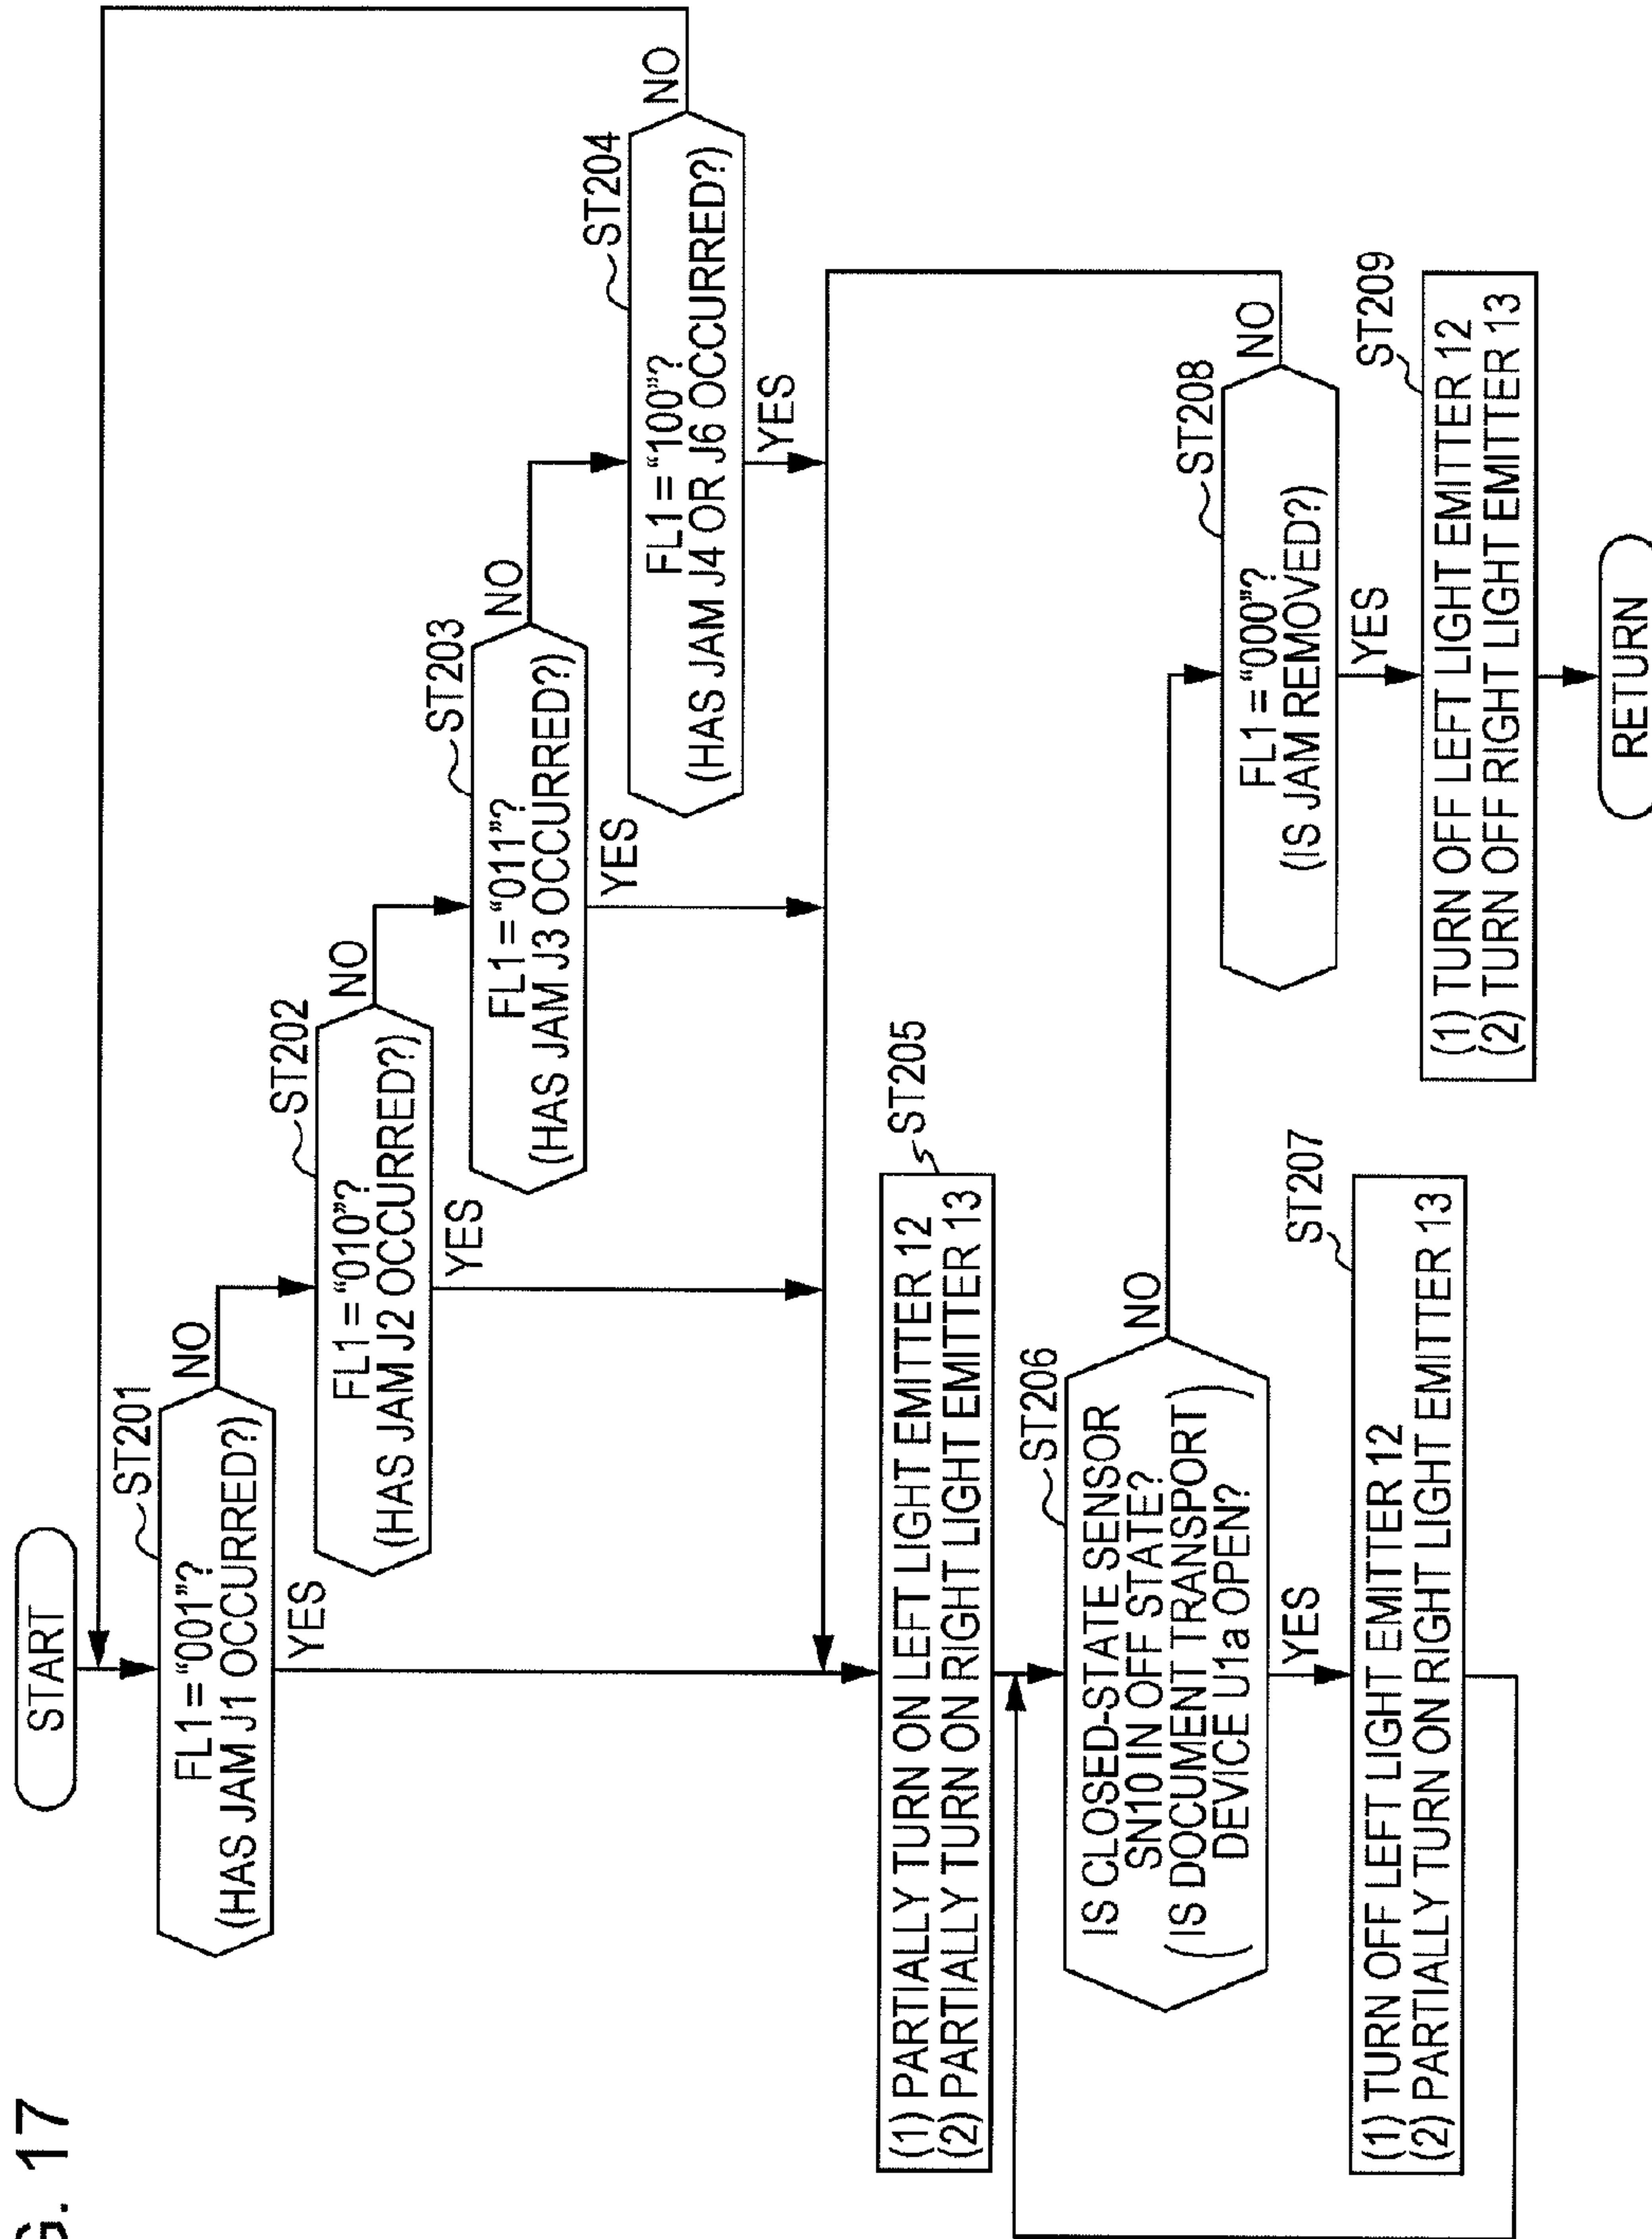 G. 17
START
ST201
FL1 = “001”?
(HAS JAM J1 OCCURRED?)
NO
YES
ST202
FL1 = “010”?
(HAS JAM J2 OCCURRED?)
NO
YES
ST203
FL1 = “011”?
(HAS JAM J3 OCCURRED?)
NO
YES
ST204
FL1 = “100”?
(HAS JAM J4 OR J6 OCCURRED?)
NO
YES
ST205
(1) PARTIALLY TURN ON LEFT LIGHT EMITTER 12
(2) PARTIALLY TURN ON RIGHT LIGHT EMITTER 13
ST206
IS CLOSED-STATE SENSOR
SN10 IN OFF STATE?
(IS DOCUMENT TRANSPORT
DEVICE U1a OPEN?)
NO
YES
ST207
(1) TURN OFF LEFT LIGHT EMITTER 12
(2) PARTIALLY TURN ON RIGHT LIGHT EMITTER 13
ST208
FL1 = “000”?
(IS JAM REMOVED?)
NO
YES
ST209
(1) TURN OFF LEFT LIGHT EMITTER 12
(2) TURN OFF RIGHT LIGHT EMITTER 13
RETURN